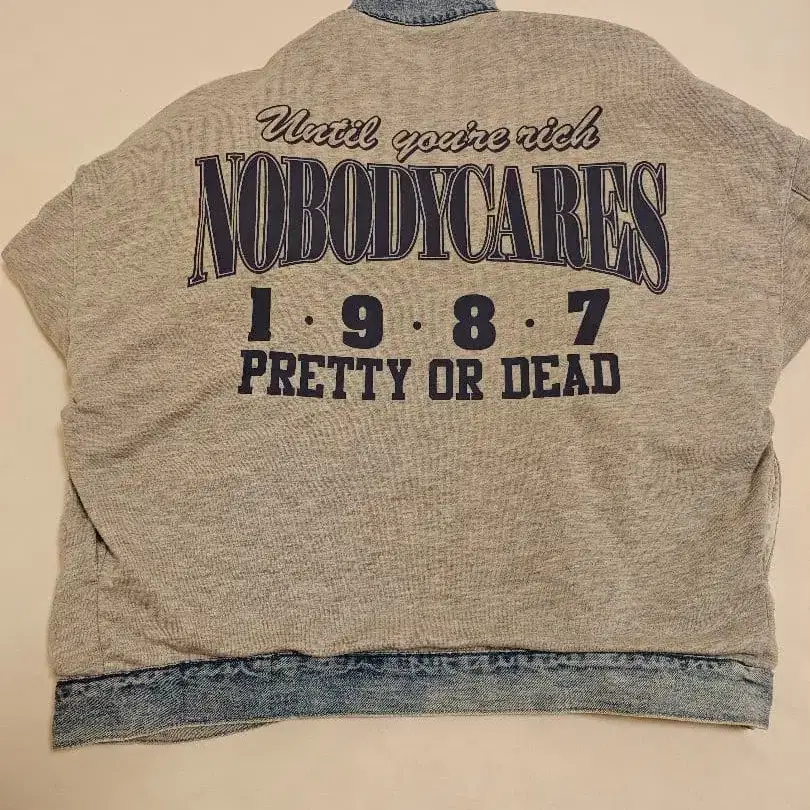 Until you're rich
NOBODYCARES
1 · 9 · 8 · 7
PRETTY OR DEAD